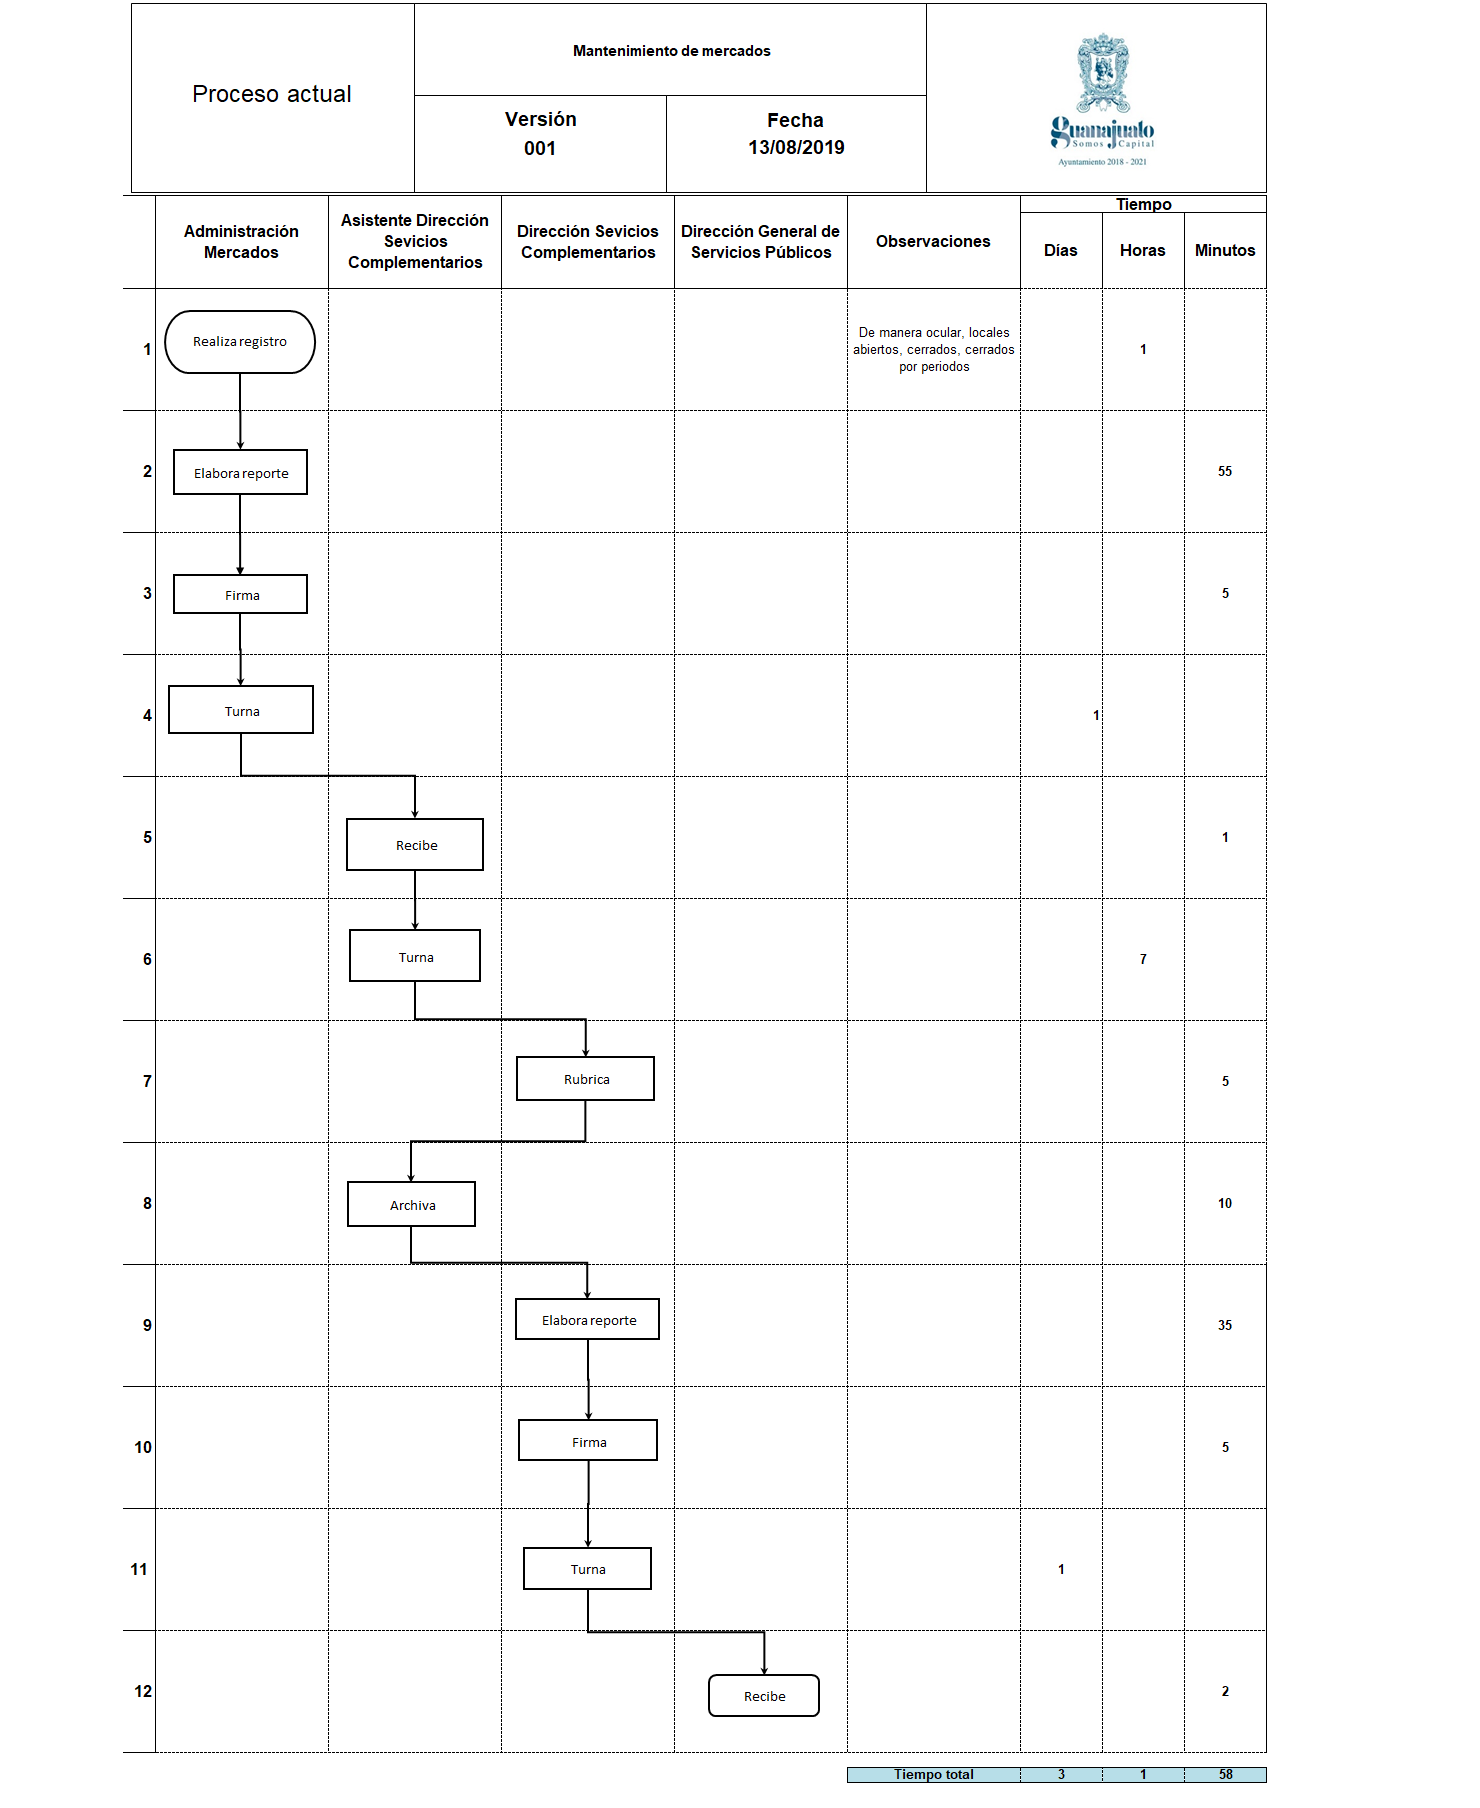 Proceso actual
Mantenimiento de mercados
Versión
001
Fecha
13/08/2019
guanajuato
Somos Capital
Ayuntamiento 2018 - 2021
Administración
Mercados
Asistente Dirección
Sevicios
Complementarios
Dirección Sevicios
Complementarios
Dirección General de
Servicios Públicos
Observaciones
Tiempo
Días
Horas
Minutos
1
Realiza registro
De manera ocular, locales
abiertos, cerrados, cerrados
por periodos
1
2
Elabora reporte
55
3
Firma
5
4
Turna
1
5
Recibe
1
6
Turna
7
7
Rubrica
5
8
Archiva
10
9
Elabora reporte
35
10
Firma
5
11
Turna
1
12
Recibe
2
Tiempo total
3
1
58